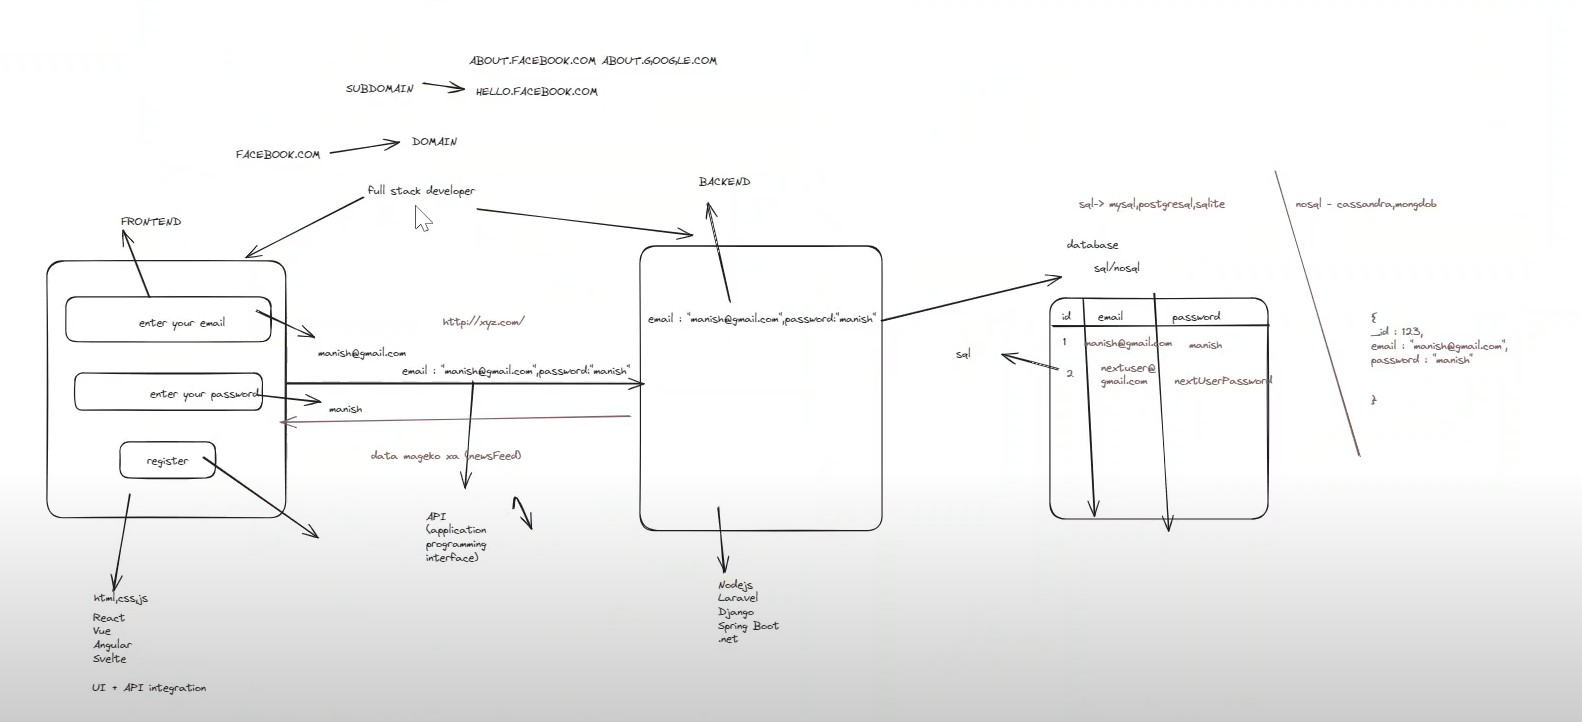 ABOUT.FACEBOOK.COM ABOUT.GOOGLE.COM
SUBDOMAIN
HELLO.FACEBOOK.COM
FACEBOOK.COM
DOMAIN
full stack developer
FRONTEND
enter your email
manish@gmail.com
enter your password
manish
register
html,css,js
React
Vue
Angular
Svelte
UI + API integration
http://xyz.com/
email : "manish@gmail.com",password:"manish"
data mageko xa (newsFeed)
API
(application
programming
interface)
BACKEND
email : "manish@gmail.com",password:"manish"
Nodejs
Laravel
Django
Spring Boot
.net
sql-> mysql,postgresql,sqlite
database
sql/nosql
sql
id email password
1 manish@gmail.com manish
2 nextuser@
gmail.com nextUserPassword
nosql - cassandra,mongdob
{
_id : 123,
email : "manish@gmail.com",
password : "manish"
}